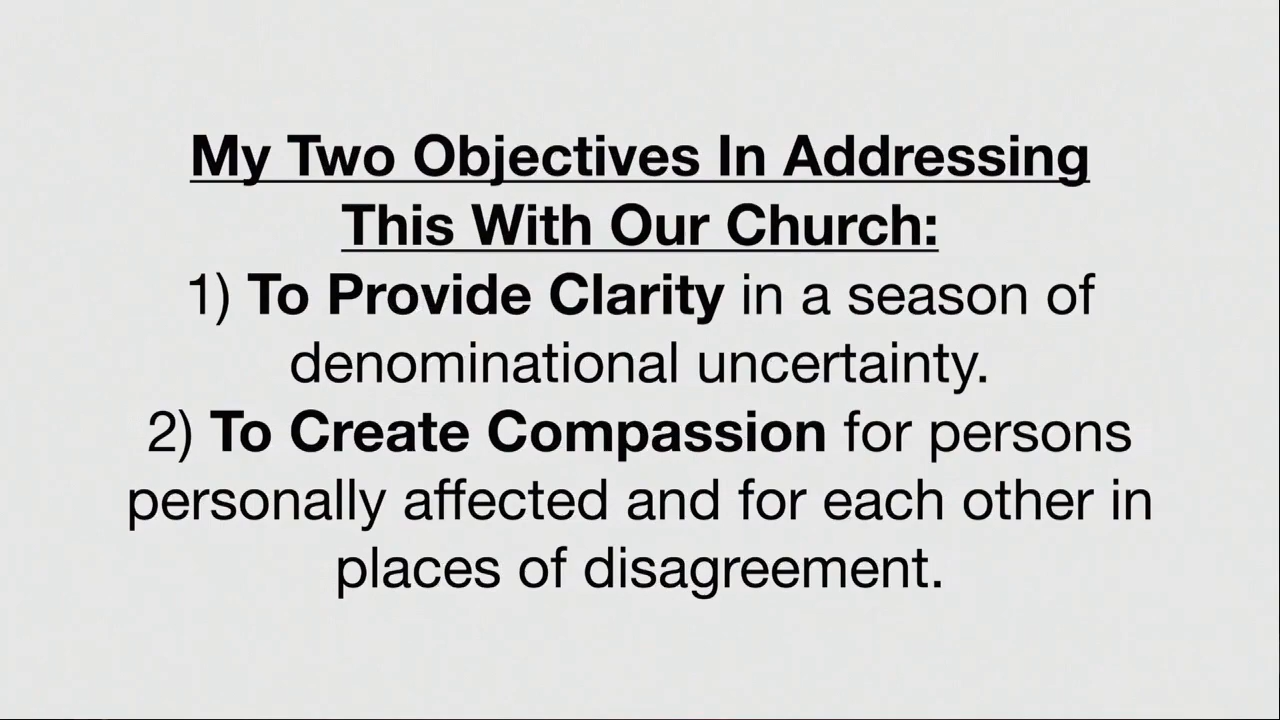 My Two Objectives In Addressing
This With Our Church:
1) To Provide Clarity in a season of
denominational uncertainty.
2) To Create Compassion for persons
personally affected and for each other in
places of disagreement.